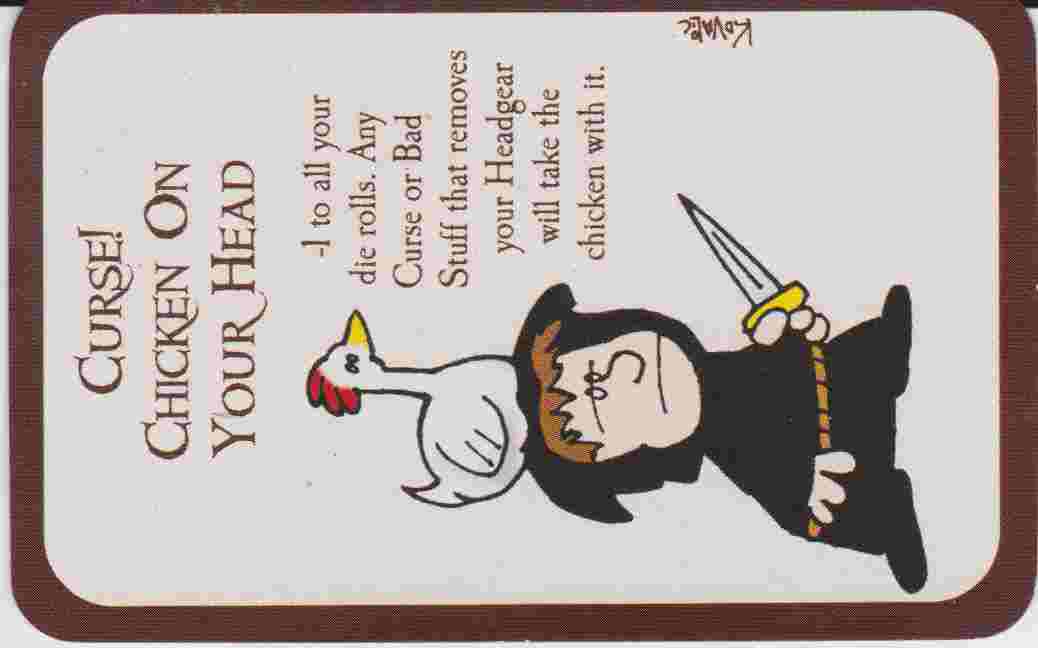 CURSE!
CHICKEN ON
YOUR HEAD
-1 to all your
die rolls. Any
Curse or Bad
Stuff that removes
your Headgear
will take the
chicken with it.
KOVALIC